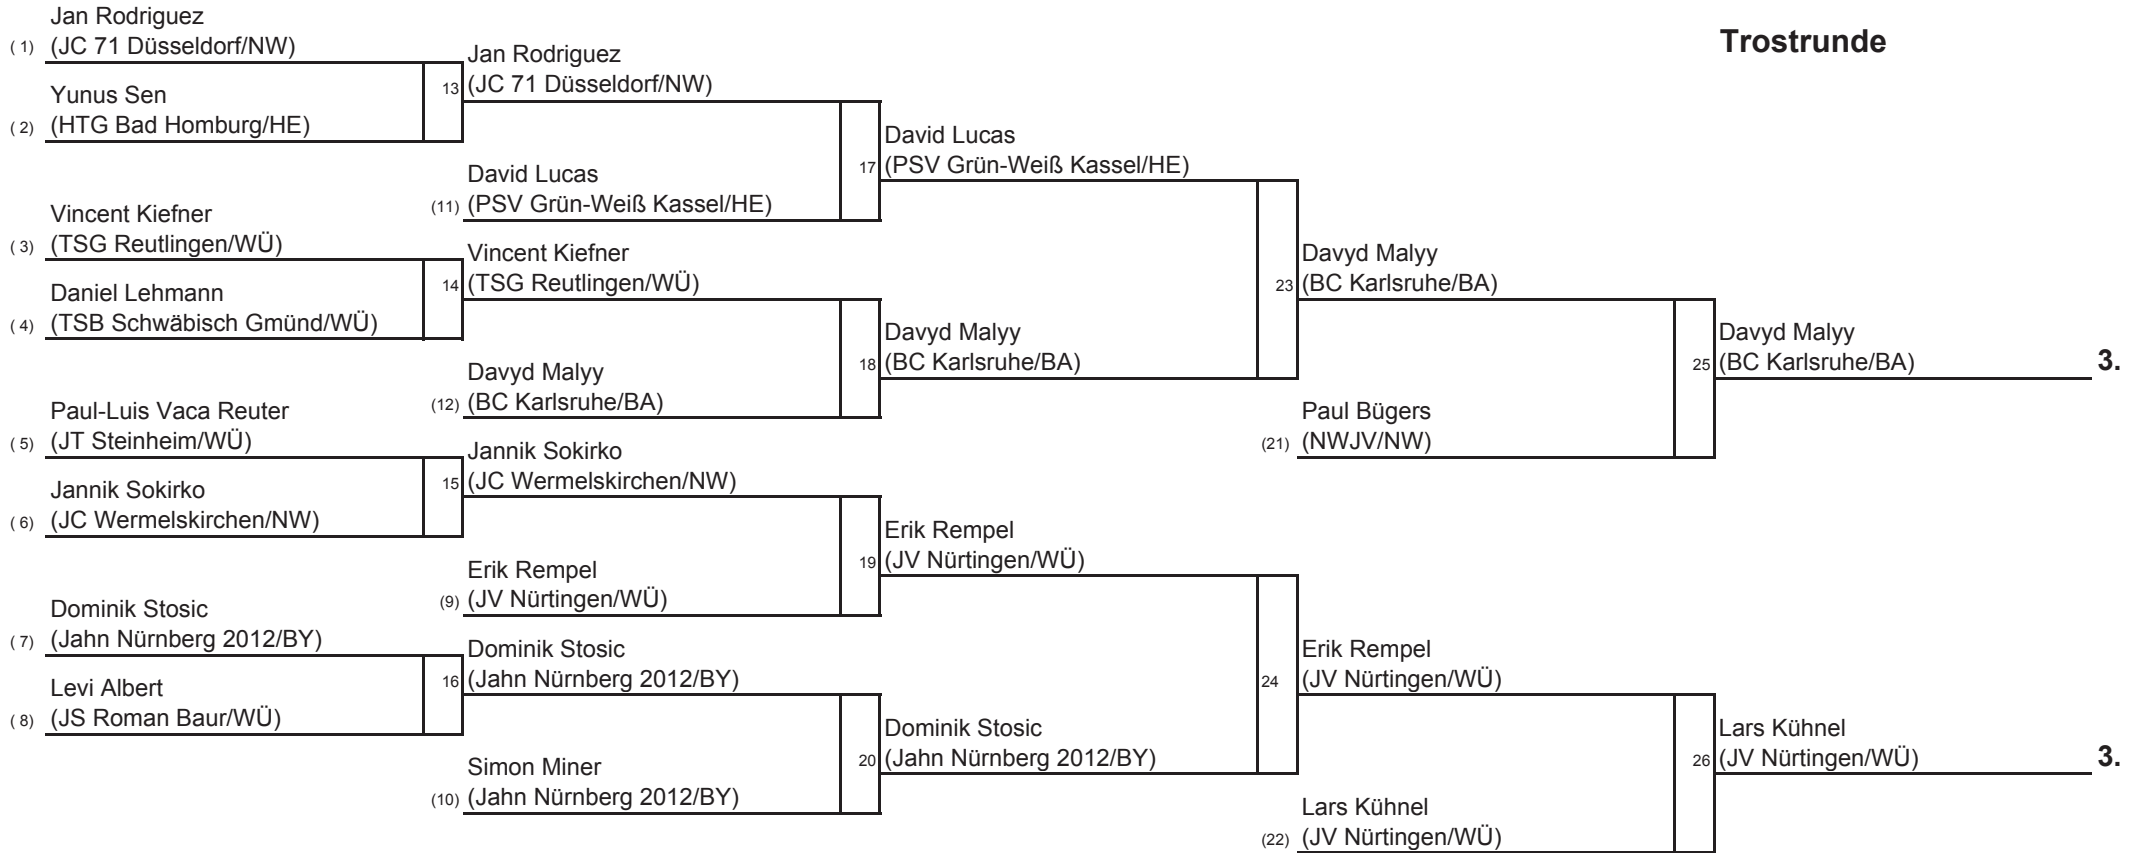 Trostrunde
Jan Rodriguez
( 1) (JC 71 Düsseldorf/NW)
Yunus Sen
( 2) (HTG Bad Homburg/HE)
Vincent Kiefner
( 3) (TSG Reutlingen/WÜ)
Daniel Lehmann
( 4) (TSB Schwäbisch Gmünd/WÜ)
Paul-Luis Vaca Reuter
( 5) (JT Steinheim/WÜ)
Jannik Sokirko
( 6) (JC Wermelskirchen/NW)
Dominik Stosic
( 7) (Jahn Nürnberg 2012/BY)
Levi Albert
( 8) (JS Roman Baur/WÜ)
Jan Rodriguez
13 (JC 71 Düsseldorf/NW)
David Lucas
(11) (PSV Grün-Weiß Kassel/HE)
Vincent Kiefner
14 (TSG Reutlingen/WÜ)
Davyd Malyy
(12) (BC Karlsruhe/BA)
Jannik Sokirko
15 (JC Wermelskirchen/NW)
Erik Rempel
(9) (JV Nürtingen/WÜ)
Dominik Stosic
16 (Jahn Nürnberg 2012/BY)
Simon Miner
(10) (Jahn Nürnberg 2012/BY)
David Lucas
17 (PSV Grün-Weiß Kassel/HE)
Davyd Malyy
18 (BC Karlsruhe/BA)
Erik Rempel
19 (JV Nürtingen/WÜ)
Dominik Stosic
20 (Jahn Nürnberg 2012/BY)
Davyd Malyy
23 (BC Karlsruhe/BA)
Paul Bügers
(21) (NWJV/NW)
Erik Rempel
24 (JV Nürtingen/WÜ)
Lars Kühnel
(22) (JV Nürtingen/WÜ)
Davyd Malyy
25 (BC Karlsruhe/BA) 3.
Lars Kühnel
26 (JV Nürtingen/WÜ) 3.